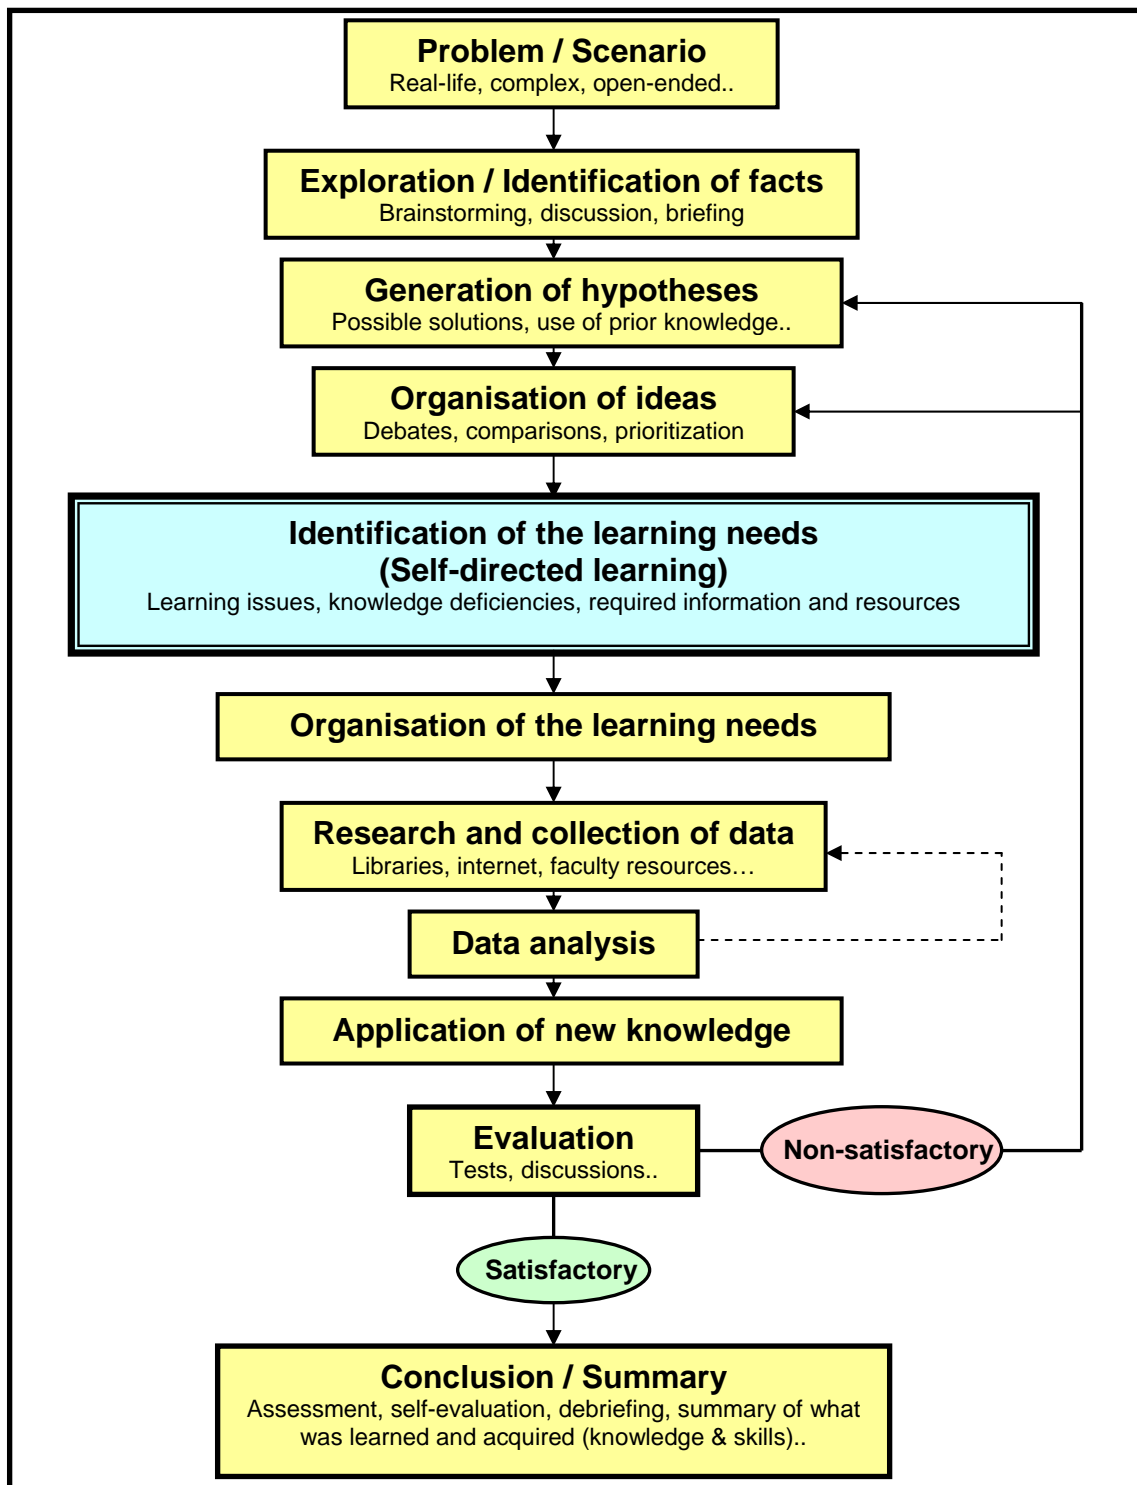 Problem / Scenario
Real-life, complex, open-ended..
Exploration / Identification of facts
Brainstorming, discussion, briefing
Generation of hypotheses
Possible solutions, use of prior knowledge..
Organisation of ideas
Debates, comparisons, prioritization
Identification of the learning needs
(Self-directed learning)
Learning issues, knowledge deficiencies, required information and resources
Organisation of the learning needs
Research and collection of data
Libraries, internet, faculty resources…
Data analysis
Application of new knowledge
Evaluation
Tests, discussions..
Non-satisfactory
Satisfactory
Conclusion / Summary
Assessment, self-evaluation, debriefing, summary of what
was learned and acquired (knowledge & skills)..